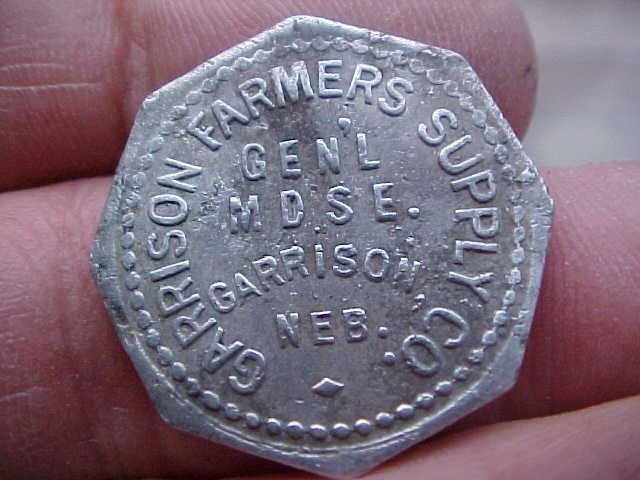 GARRISON FARMERS SUPPLY CO.
GEN'L
MDSE.
GARRISON,
NEB.